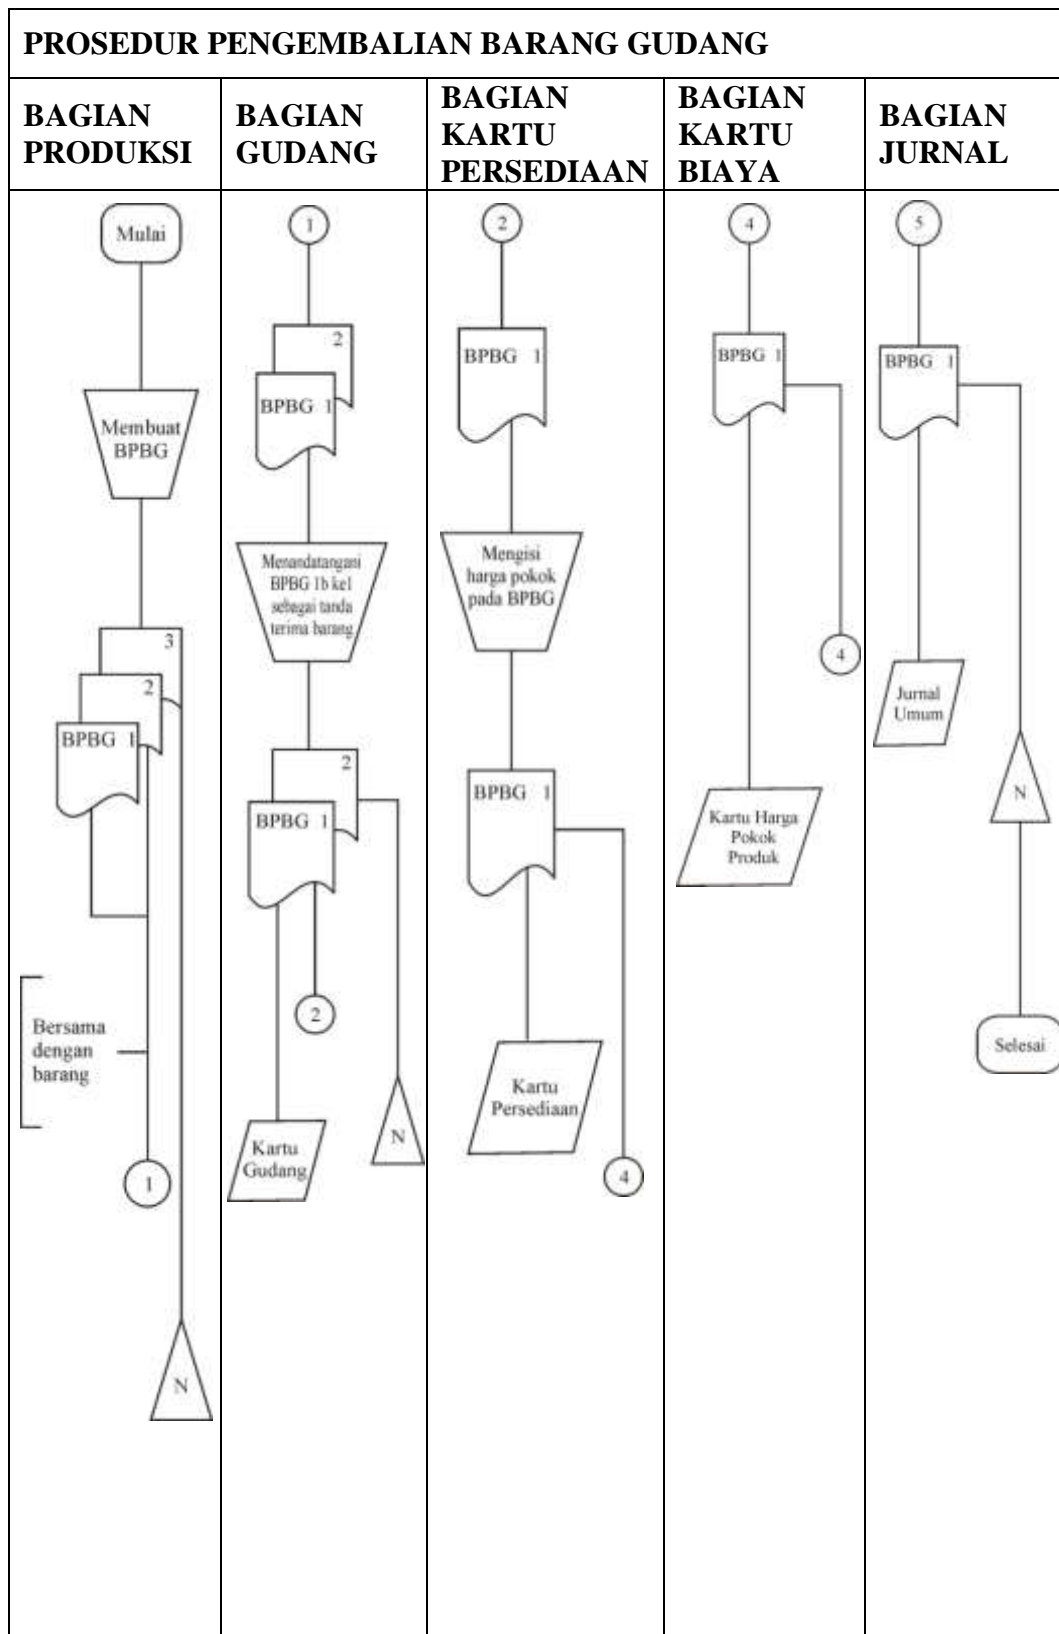 PROSEDUR PENGEMBALIAN BARANG GUDANG
BAGIAN
PRODUKSI
BAGIAN
GUDANG
BAGIAN
KARTU
PERSEDIAAN
BAGIAN
KARTU
BIAYA
BAGIAN
JURNAL
Mulai
Membuat
BPBG
3
2
BPBG 1
Bersama
dengan
barang
1
N
1
2
BPBG 1
Menandatangani
BPBG 1b ke1
sebagai tanda
terima barang
2
BPBG 1
2
Kartu
Gudang
N
2
BPBG 1
Mengisi
harga pokok
pada BPBG
BPBG 1
Kartu
Persediaan
4
4
BPBG 1
4
Kartu Harga
Pokok
Produk
5
BPBG 1
Jurnal
Umum
N
Selesai